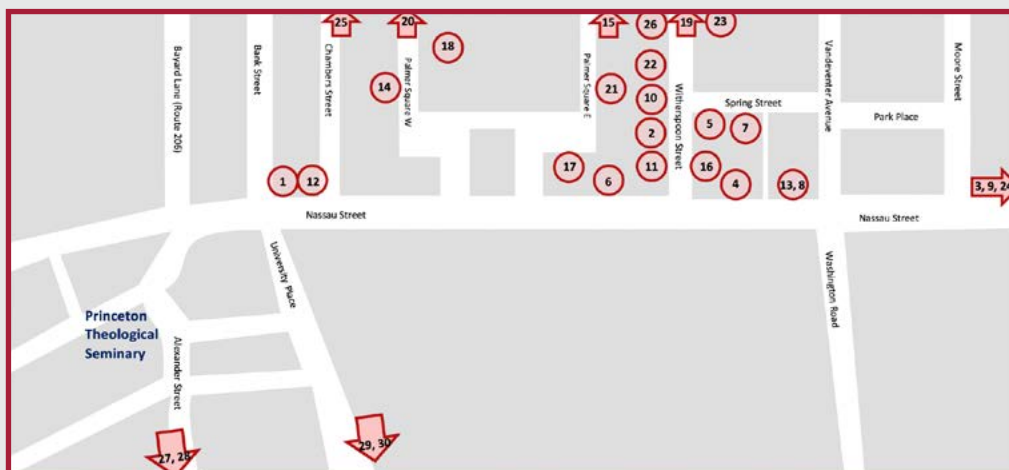 25
20
15
26
19
23
18
22
14
21
10
5
7
2
17
11
16
1
12
6
4
13, 8
3, 9, 24
Bayard Lane (Route 206)
Bank Street
Chambers Street
Palmer Square W
Palmer Square E
Witherspoon Street
Spring Street
Vandeventer Avenue
Park Place
Moore Street
Nassau Street
Nassau Street
University Place
Washington Road
Princeton
Theological
Seminary
Alexander Street
27, 28
29, 30